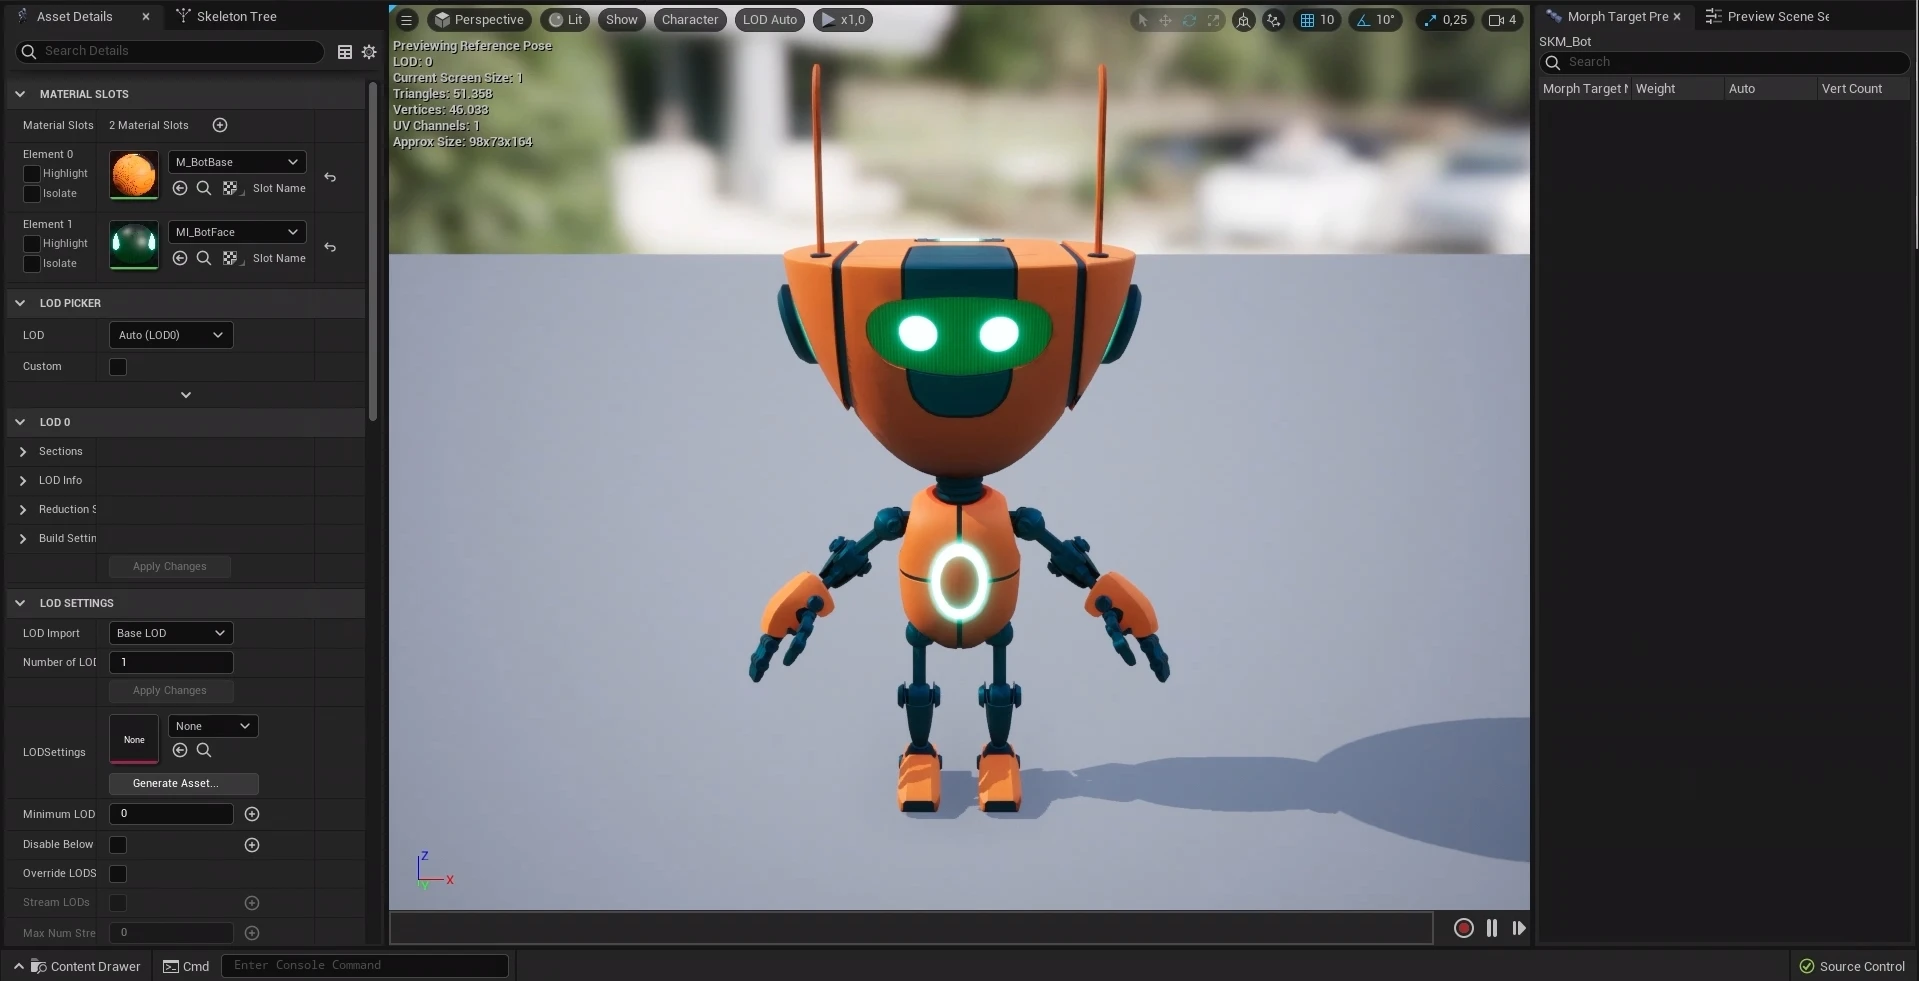 Asset Details
Skeleton Tree
Search Details
MATERIAL SLOTS
Material Slots 2 Material Slots
Element 0
Highlight
Isolate
M_BotBase
Slot Name
Element 1
Highlight
Isolate
MI_BotFace
Slot Name
LOD PICKER
LOD Auto (LOD0)
Custom
LOD 0
Sections
LOD Info
Reduction S
Build Settin
Apply Changes
LOD SETTINGS
LOD Import Base LOD
Number of LOD 1
Apply Changes
LODSettings
None
None
Generate Asset...
Minimum LOD 0
Disable Below
Override LODS
Stream LODs
Max Num Stre 0
Perspective Lit Show Character LOD Auto x1,0
10 10° 0,25 4
Previewing Reference Pose
LOD: 0
Current Screen Size: 1
Triangles: 51.358
Vertices: 46.033
UV Channels: 1
Approx Size: 98x73x164
Z
X
Y
Morph Target Pre
Preview Scene Se
SKM_Bot
Search
Morph Target N Weight Auto Vert Count
Content Drawer
Cmd
Enter Console Command
Source Control